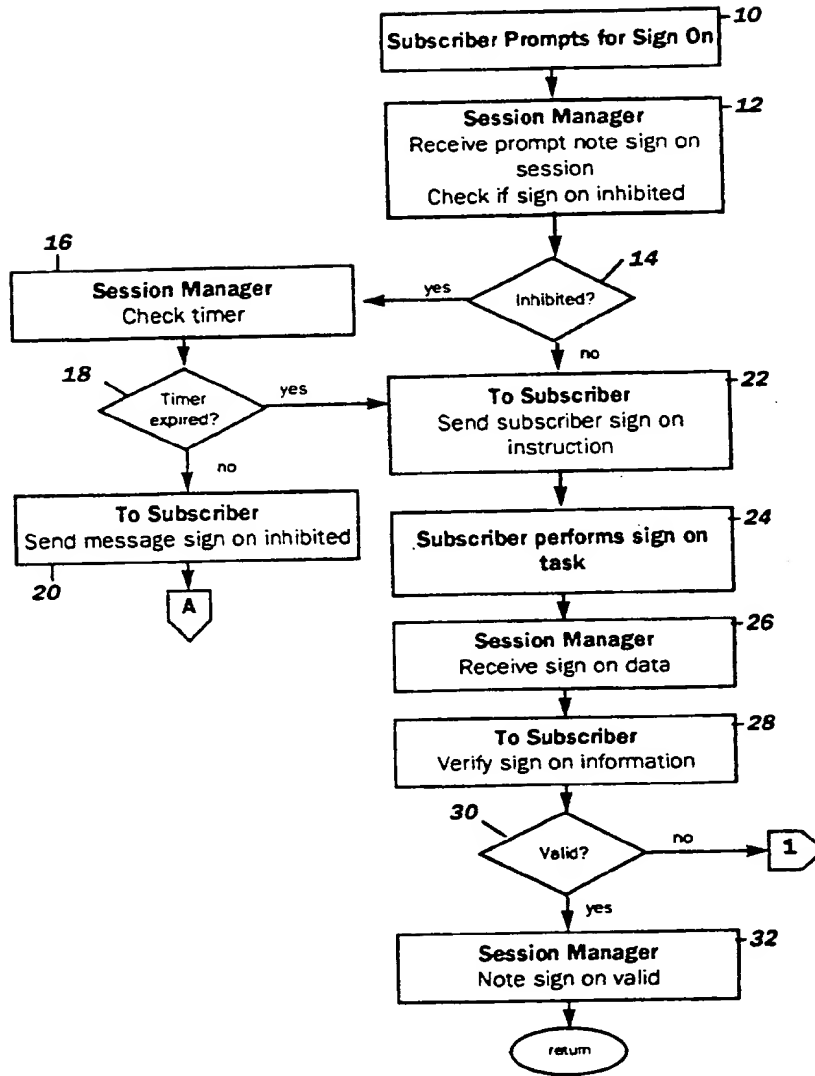 10
Subscriber Prompts for Sign On
12
Session Manager
Receive prompt note sign on
session
Check if sign on inhibited
14
Inhibited?
yes
no
16
Session Manager
Check timer
18
Timer
expired?
yes
no
To Subscriber
Send message sign on inhibited
20
A
22
To Subscriber
Send subscriber sign on
instruction
24
Subscriber performs sign on
task
26
Session Manager
Receive sign on data
28
To Subscriber
Verify sign on information
30
Valid?
no
1
yes
32
Session Manager
Note sign on valid
return